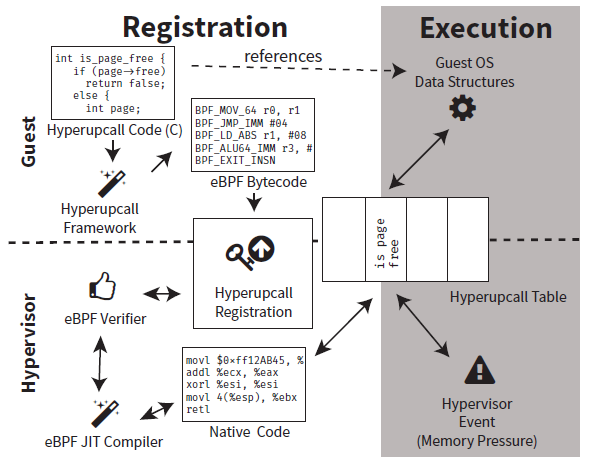 Registration
Execution
references
int is_page_free {
if (page→free)
return false;
else {
int page;
Hyperupcall Code (C)
Guest OS
Data Structures
Guest
BPF_MOV_64 r0, r1
BPF_JMP_IMM #04
BPF_LD_ABS r1, #08
BPF_ALU64_IMM r3, #
BPF_EXIT_INSN
eBPF Bytecode
Hyperupcall
Framework
is page
free
Hyperupcall
Registration
Hyperupcall Table
Hypervisor
eBPF Verifier
movl $0×ff12AB45, %
addl %ecx, %eax
xorl %esi, %esi
movl 4(%esp), %ebx
retl
Native Code
eBPF JIT Compiler
Hypervisor
Event
(Memory Pressure)